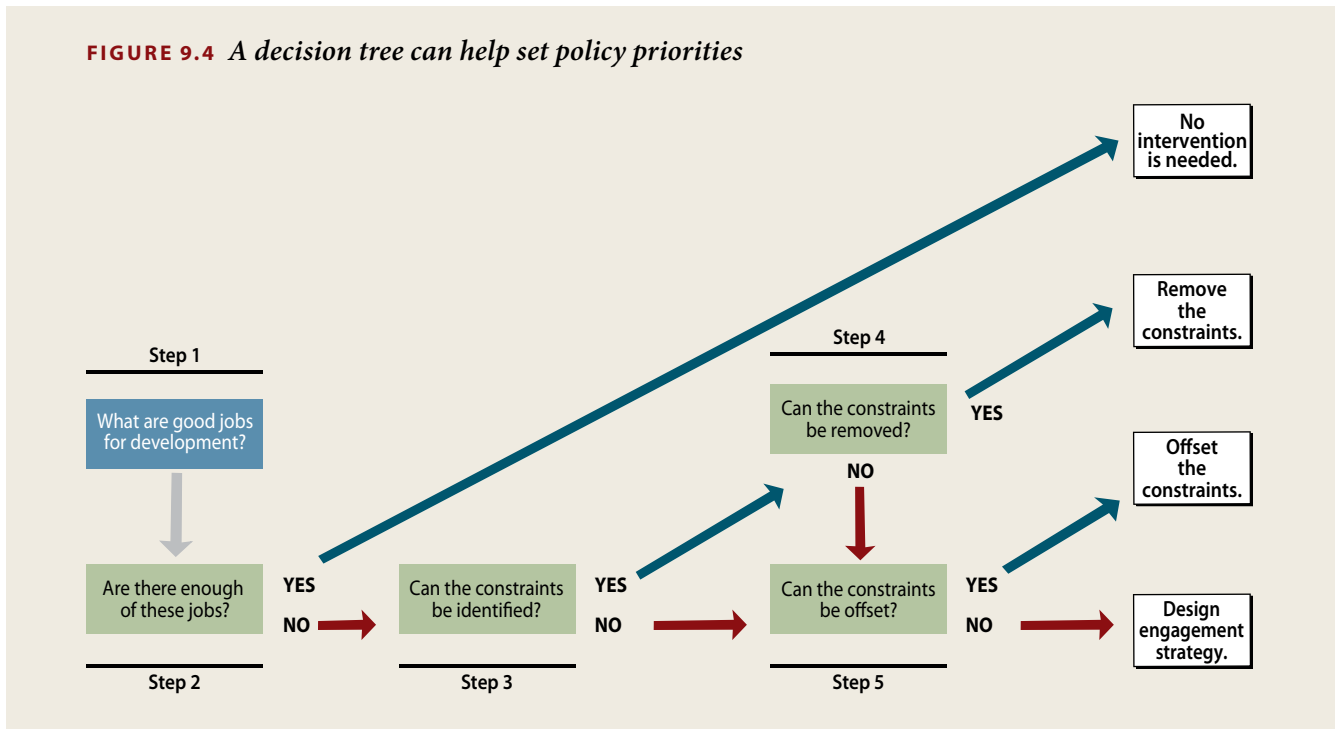 FIGURE 9.4 A decision tree can help set policy priorities
No
intervention
is needed.
Remove
the
constraints.
Step 4
Step 1
Can the constraints
be removed?
YES
NO
What are good jobs
for development?
Offset
the
constraints.
Are there enough
of these jobs?
YES
NO
Can the constraints
be identified?
YES
NO
Can the constraints
be offset?
YES
NO
Design
engagement
strategy.
Step 2
Step 3
Step 5